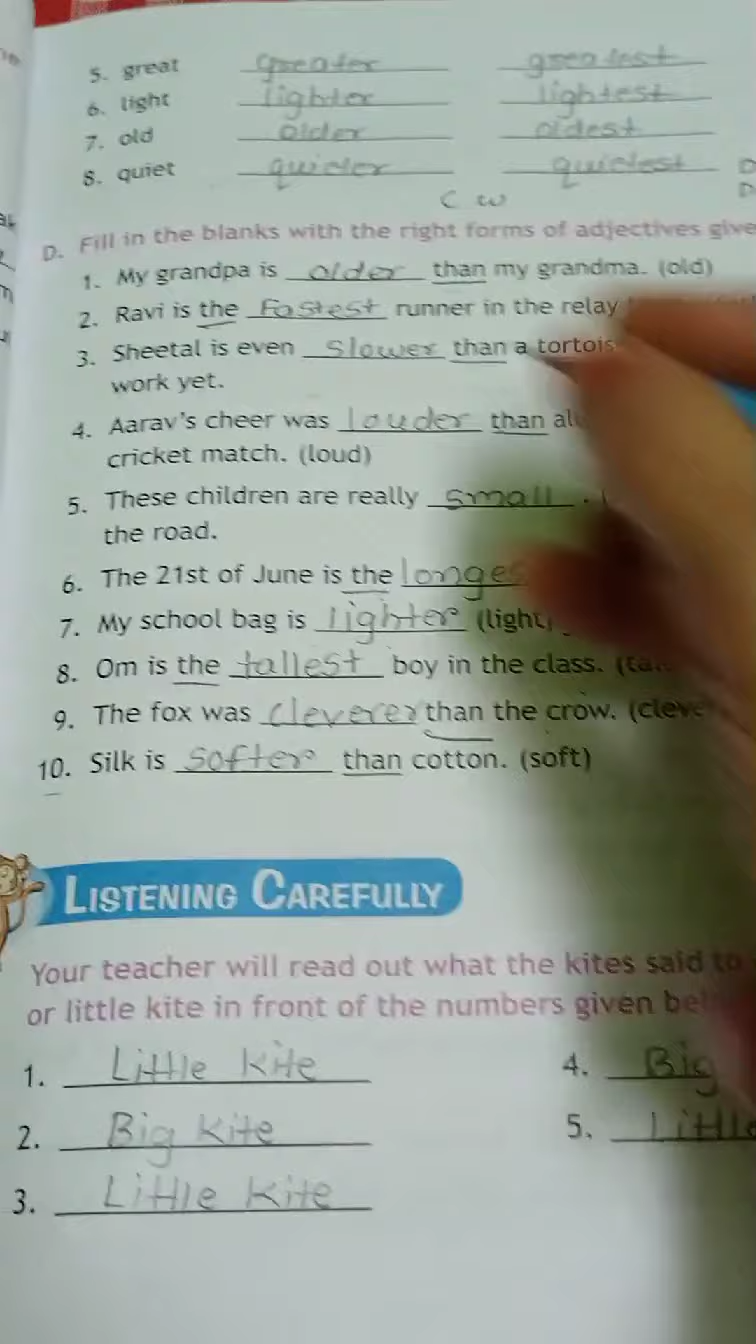 5. great greater greatest
6. light lighter lightest
7. old older oldest
8. quiet quieter quietest
C W
D. Fill in the blanks with the right forms of adjectives give
1. My grandpa is older than my grandma. (old)
2. Ravi is the fastest runner in the relay
3. Sheetal is even slower than a tortois
work yet.
4. Aarav's cheer was louder than
cricket match. (loud)
5. These children are really small.
the road.
6. The 21st of June is the longes
7. My school bag is lighter (light)
8. Om is the tallest boy in the class.
9. The fox was cleverer than the crow. (cleve
10. Silk is softer than cotton. (soft)
LISTENING CAREFULLY
Your teacher will read out what the kites said to
or little kite in front of the numbers given
1. Little kite
4. Big
2. Big kite
5. Little
3. Little kite